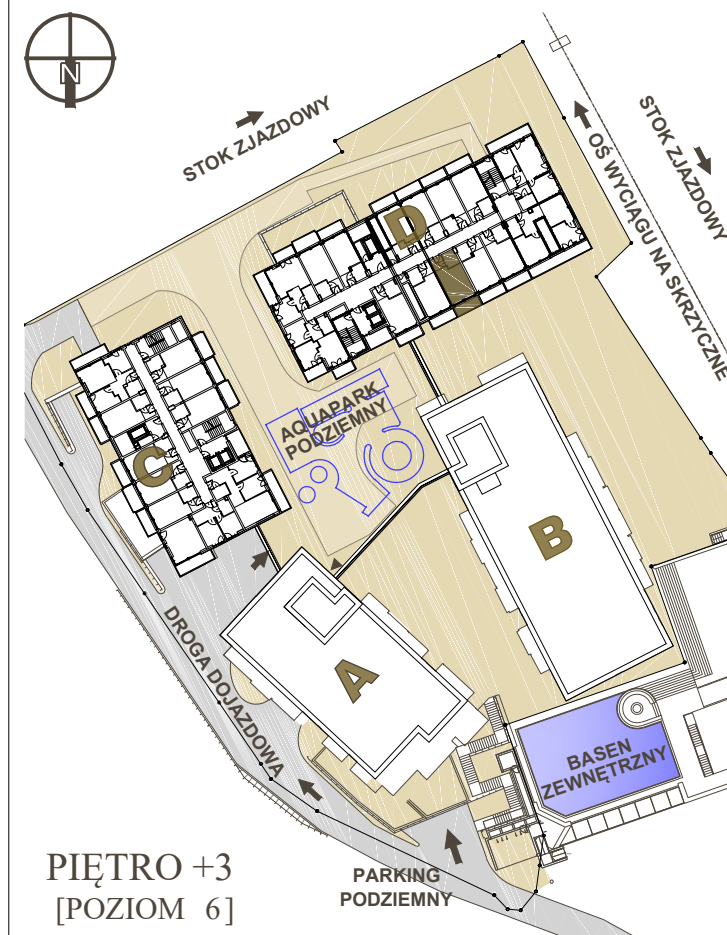 N
STOK ZJAZDOWY
STOK ZJAZDOWY
OŚ WYCIĄGU NA SKRZYCZNE
D
AQUAPARK
PODZIEMNY
C
B
A
DROGA DOJAZDOWA
BASEN
ZEWNĘTRZNY
PARKING
PODZIEMNY
PIĘTRO +3
[POZIOM 6]